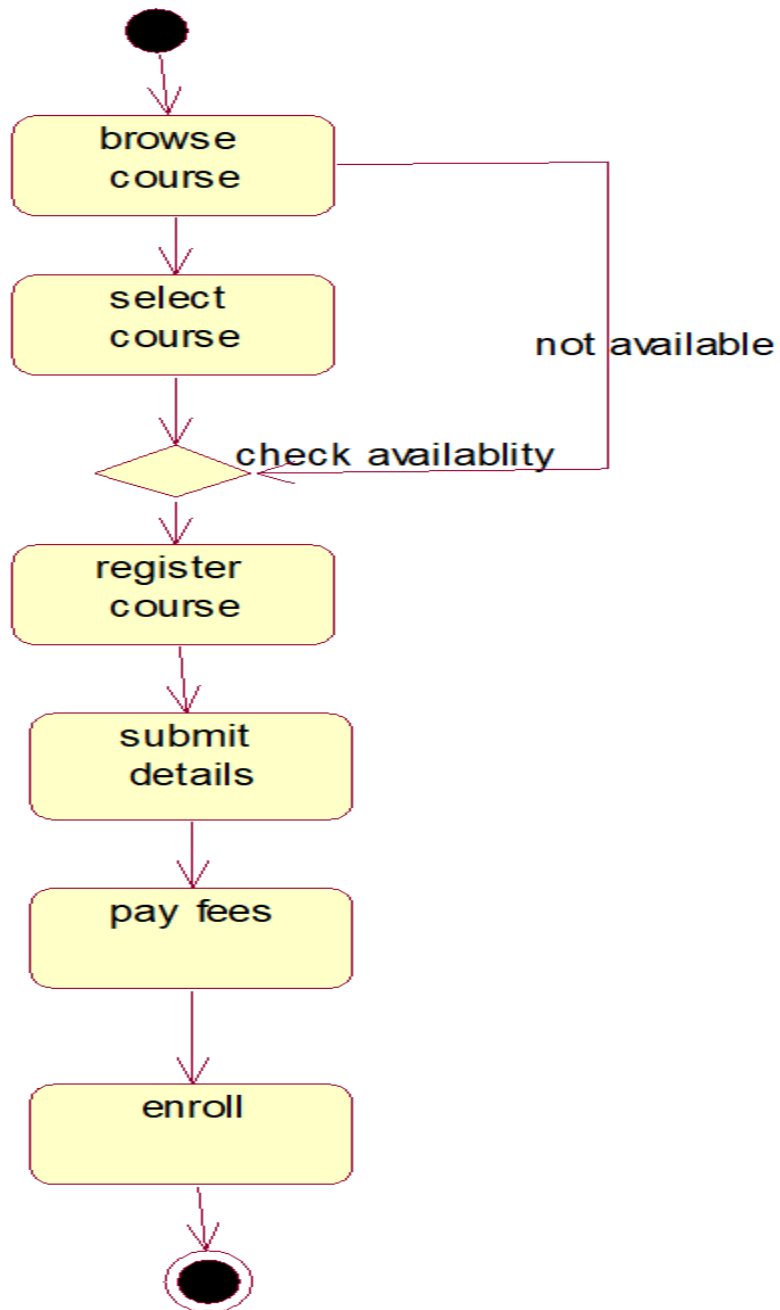 browse
course
select
course
not available
check availablity
register
course
submit
details
pay fees
enroll